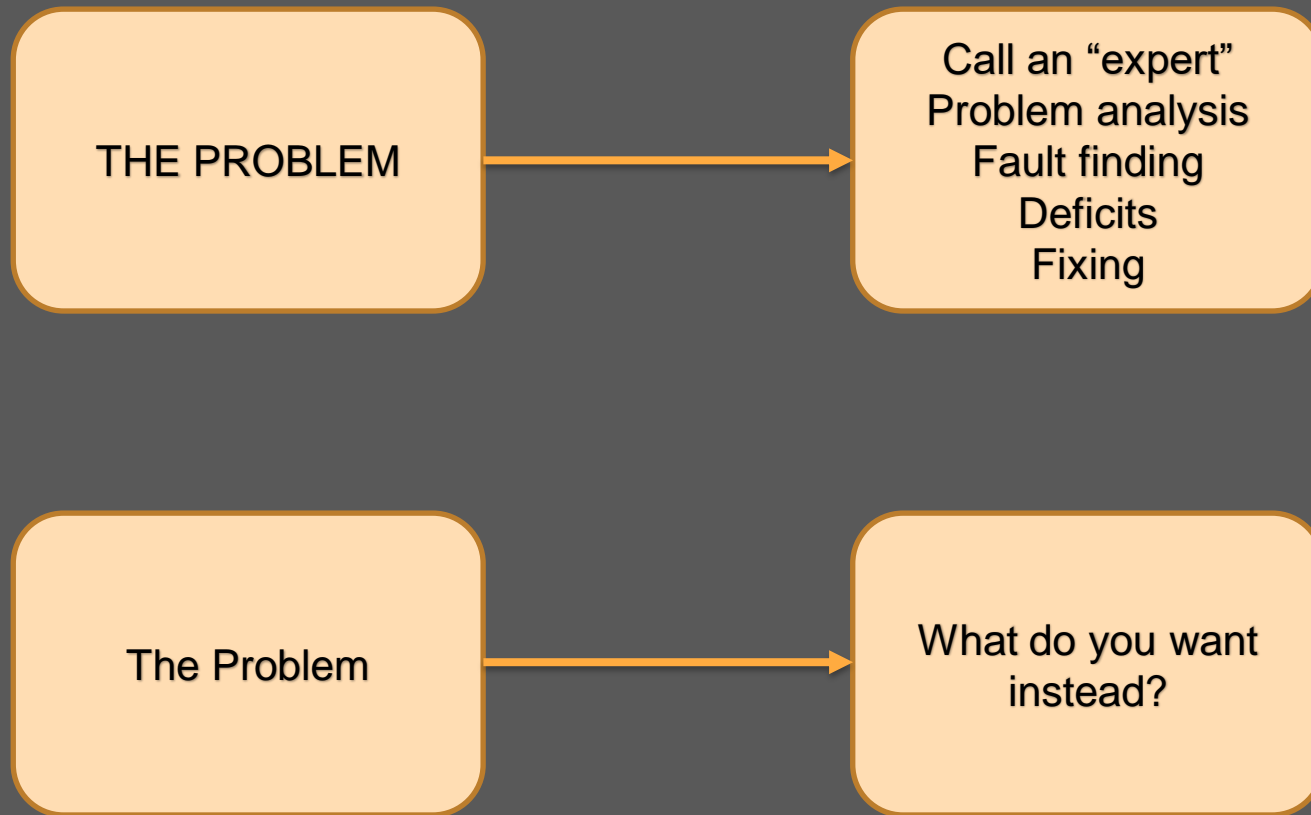 THE PROBLEM
Call an “expert”
Problem analysis
Fault finding
Deficits
Fixing
The Problem
What do you want
instead?